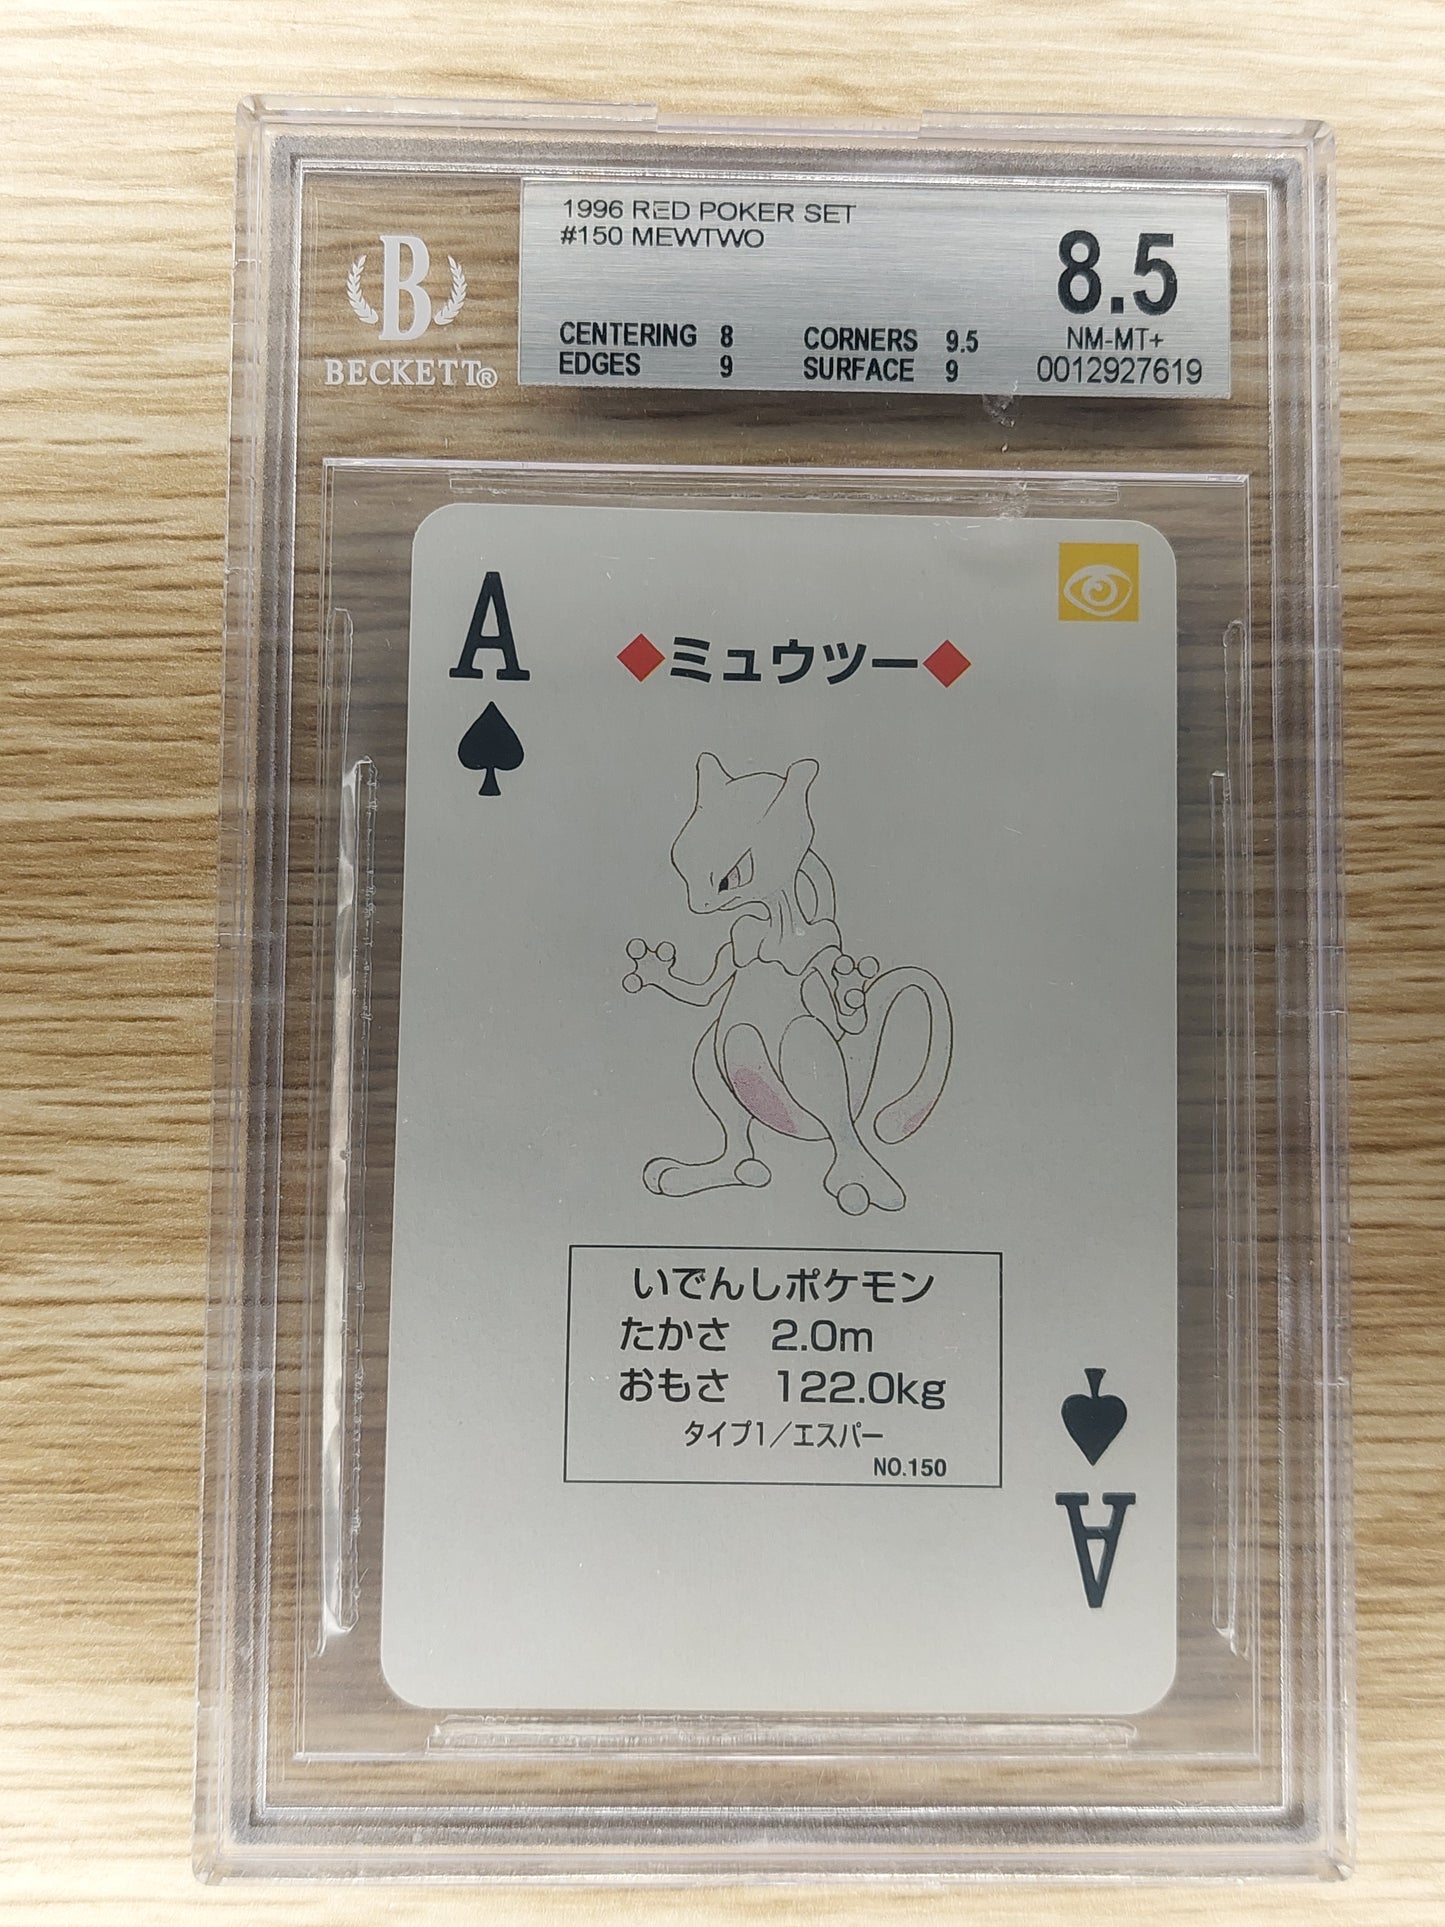 B
BECKETT®
1996 RED POKER SET
#150 MEWTWO
8.5
CENTERING 8 CORNERS 9.5 NM-MT+
EDGES 9 SURFACE 9 0012927619
A
◆ミュウツー◆
いでんしポケモン
たかさ 2.0m
おもさ 122.0kg
タイプ1／エスパー
NO.150
A